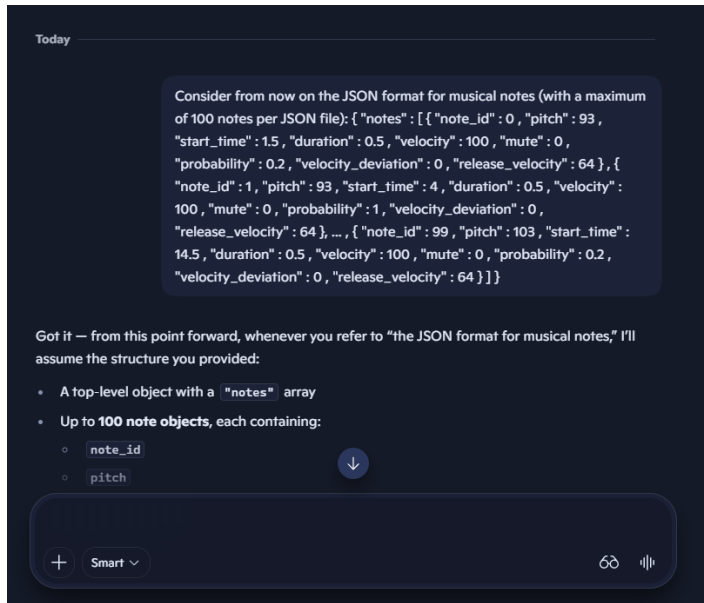 Today
Consider from now on the JSON format for musical notes (with a maximum
of 100 notes per JSON file): { "notes" : [ { "note_id" : 0 , "pitch" : 93 ,
"start_time" : 1.5 , "duration" : 0.5 , "velocity" : 100 , "mute" : 0 ,
"probability" : 0.2 , "velocity_deviation" : 0 , "release_velocity" : 64 } , {
"note_id" : 1 , "pitch" : 93 , "start_time" : 4 , "duration" : 0.5 , "velocity" :
100 , "mute" : 0 , "probability" : 1 , "velocity_deviation" : 0 ,
"release_velocity" : 64 }, ... , { "note_id" : 99 , "pitch" : 103 , "start_time" :
14.5 , "duration" : 0.5 , "velocity" : 100 , "mute" : 0 , "probability" : 0.2 ,
"velocity_deviation" : 0 , "release_velocity" : 64 } ] }
Got it — from this point forward, whenever you refer to “the JSON format for musical notes,” I’ll
assume the structure you provided:
• A top-level object with a "notes" array
• Up to 100 note objects, each containing:
○ note_id
○ pitch
Smart